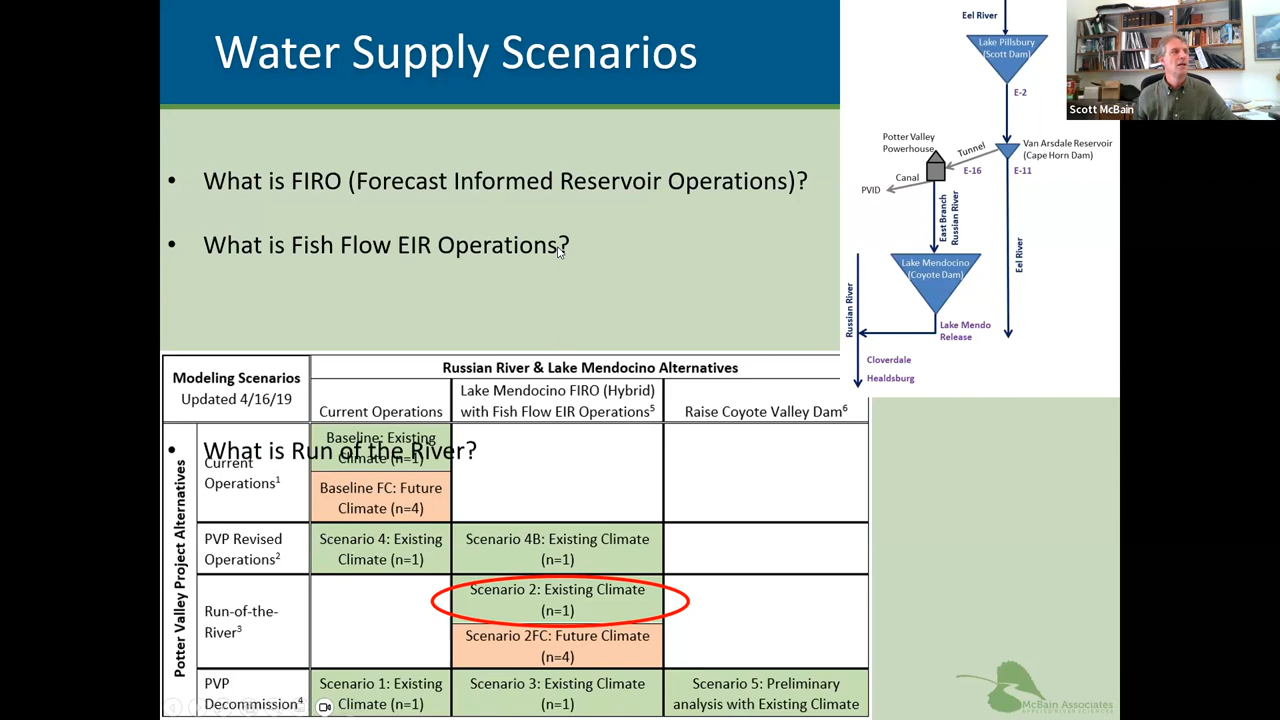 Water Supply Scenarios
• What is FIRO (Forecast Informed Reservoir Operations)?
• What is Fish Flow EIR Operations?
• What is Run of the River?
Eel River
Lake Pillsbury
(Scott Dam)
E-2
Potter Valley
Powerhouse
Tunnel
Van Arsdale Reservoir
(Cape Horn Dam)
Canal
E-16
E-11
PVID
East Branch
Russian River
Eel River
Lake Mendocino
(Coyote Dam)
Russian River
Lake Mendo
Release
Cloverdale
Healdsburg
Scott McBain
Modeling Scenarios
Updated 4/16/19
Russian River & Lake Mendocino Alternatives
Current Operations
Lake Mendocino FIRO (Hybrid)
with Fish Flow EIR Operations⁵
Raise Coyote Valley Dam⁶
Potter Valley Project Alternatives
Current
Operations¹
Baseline: Existing
Climate (n=1)
Baseline FC: Future
Climate (n=4)
PVP Revised
Operations²
Scenario 4: Existing
Climate (n=1)
Scenario 4B: Existing Climate
(n=1)
Run-of-the-
River³
Scenario 2: Existing Climate
(n=1)
Scenario 2FC: Future Climate
(n=4)
PVP
Decommission⁴
Scenario 1: Existing
Climate (n=1)
Scenario 3: Existing Climate
(n=1)
Scenario 5: Preliminary
analysis with Existing Climate
McBain Associates
APPLIED RIVER SCIENCES